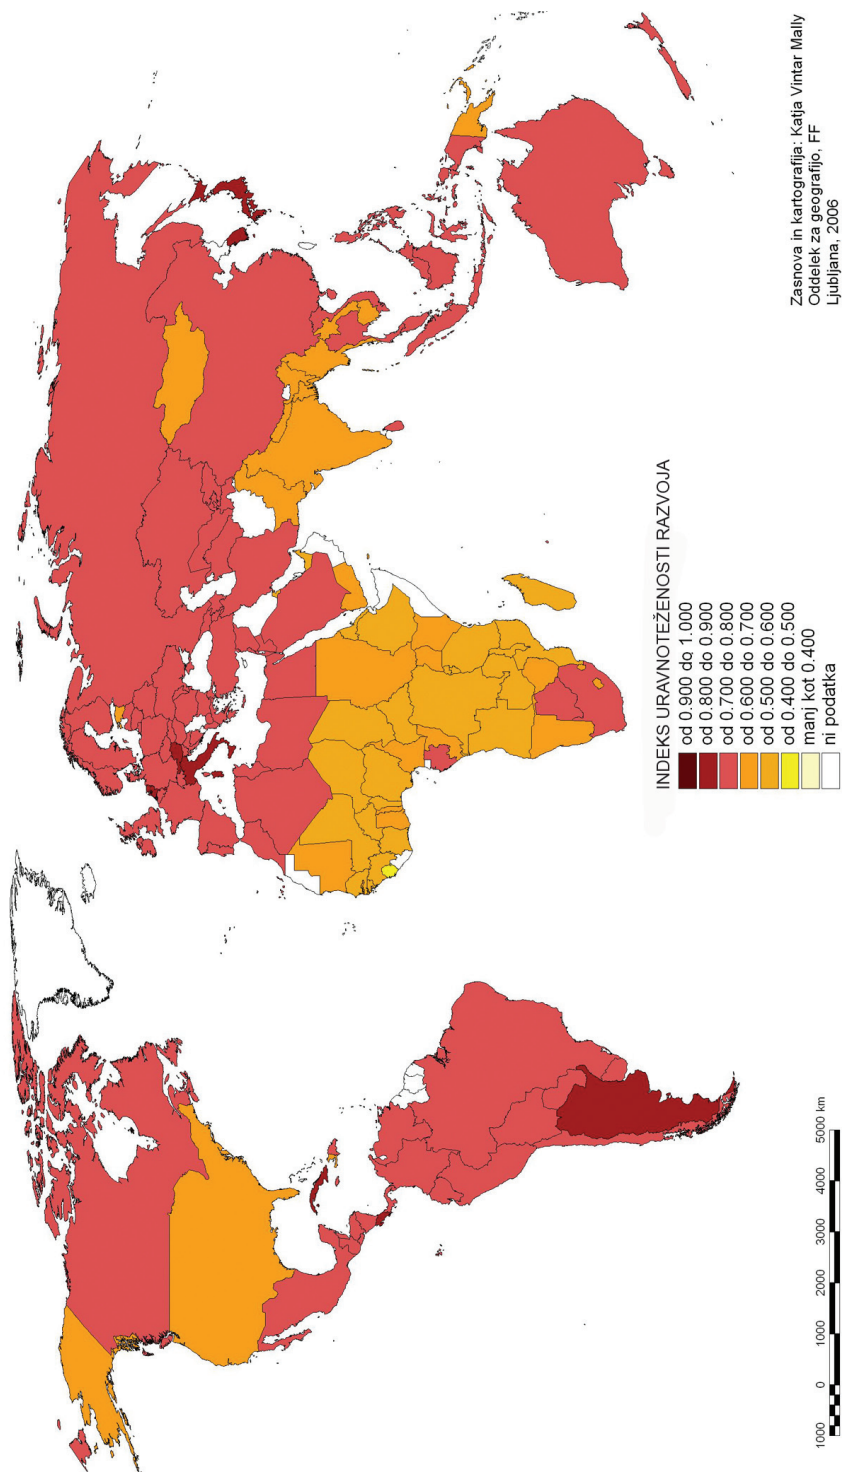 INDEKS URAVNOTEŽENOSTI RAZVOJA
od 0.900 do 1.000
od 0.800 do 0.900
od 0.700 do 0.800
od 0.600 do 0.700
od 0.500 do 0.600
od 0.400 do 0.500
manj kot 0.400
ni podatka
1000 0 1000 2000 3000 4000 5000 km
Zasnova in kartografija: Katja Vintar Mally
Oddelek za geografijo, FF
Ljubljana, 2006